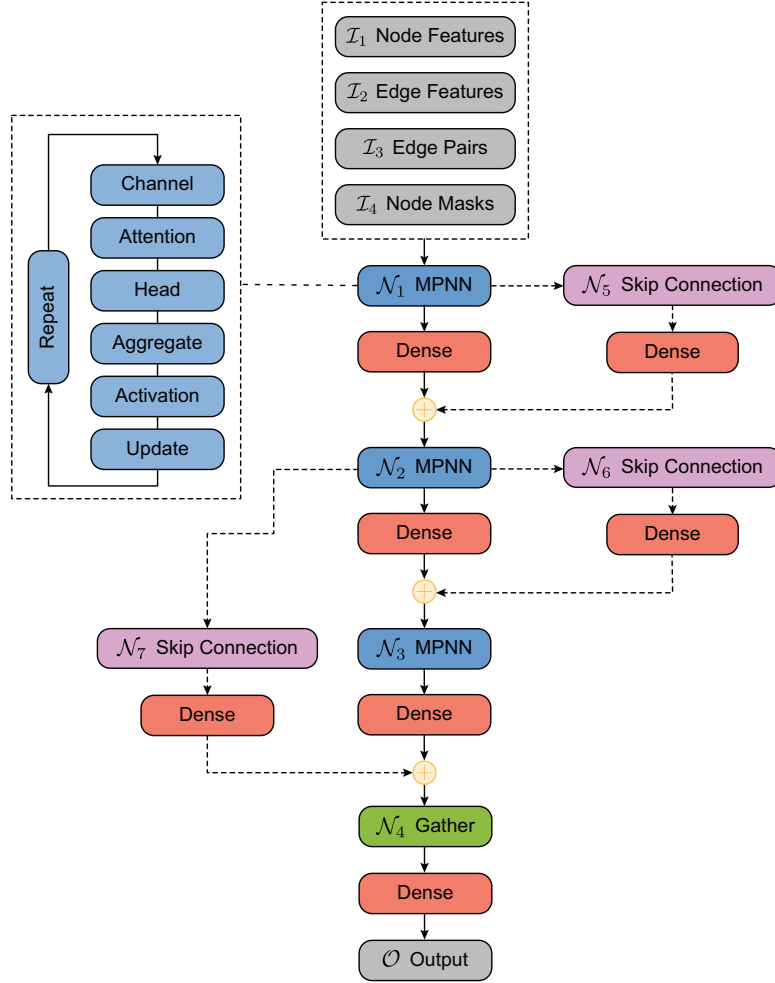 𝓘₁ Node Features
𝓘₂ Edge Features
𝓘₃ Edge Pairs
𝓘₄ Node Masks
Repeat
Channel
Attention
Head
Aggregate
Activation
Update
𝒩₁ MPNN
𝒩₅ Skip Connection
Dense
Dense
𝒩₂ MPNN
𝒩₆ Skip Connection
Dense
Dense
𝒩₇ Skip Connection
𝒩₃ MPNN
Dense
Dense
𝒩₄ Gather
Dense
𝒪 Output